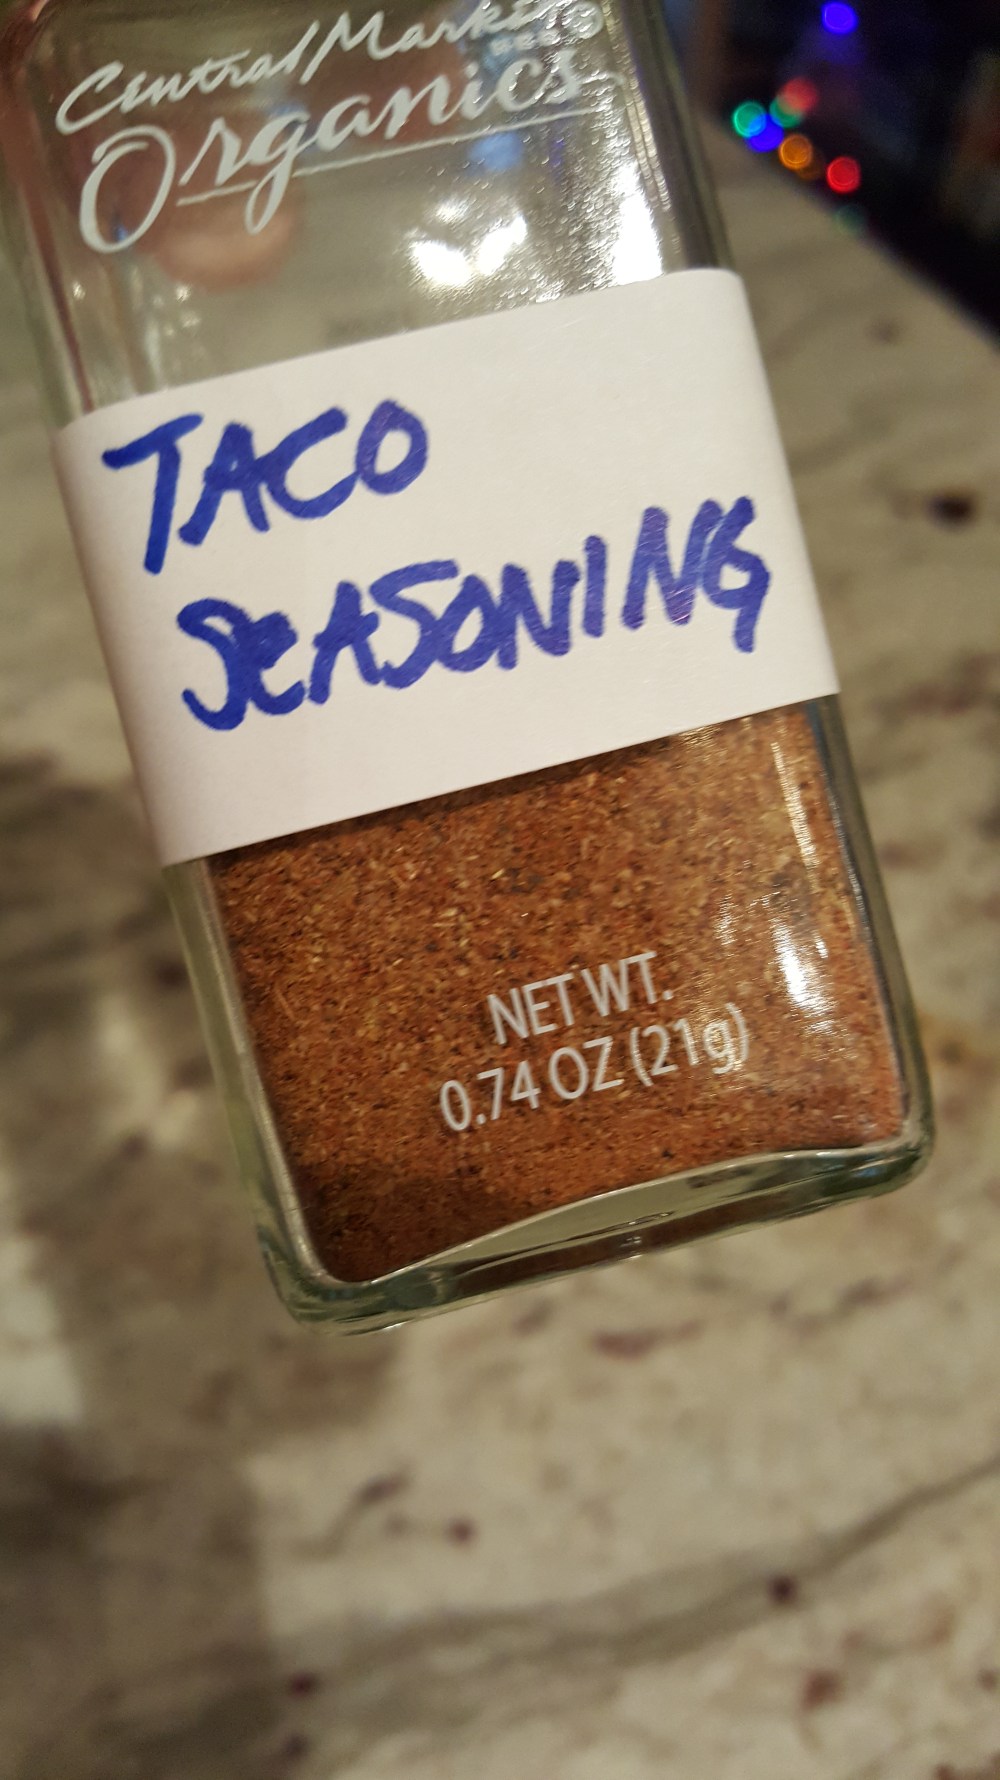 Central Market
Organics
TACO
SEASONING
NET WT.
0.74 OZ (21g)